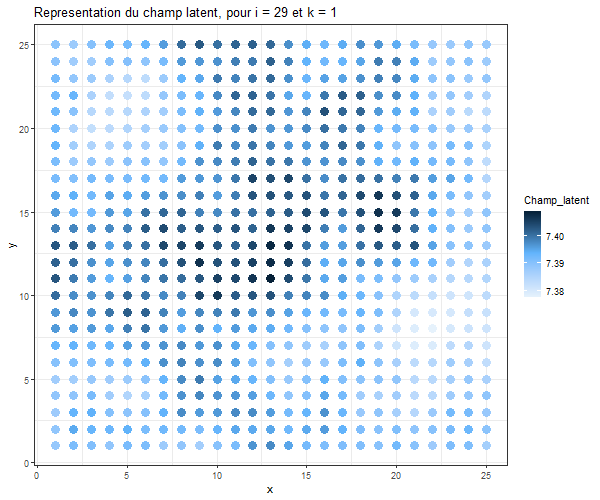 Representation du champ latent, pour i = 29 et k = 1
25
20
15
10
5
0
y
0 5 10 15 20 25
x
Champ_latent
7.40
7.39
7.38